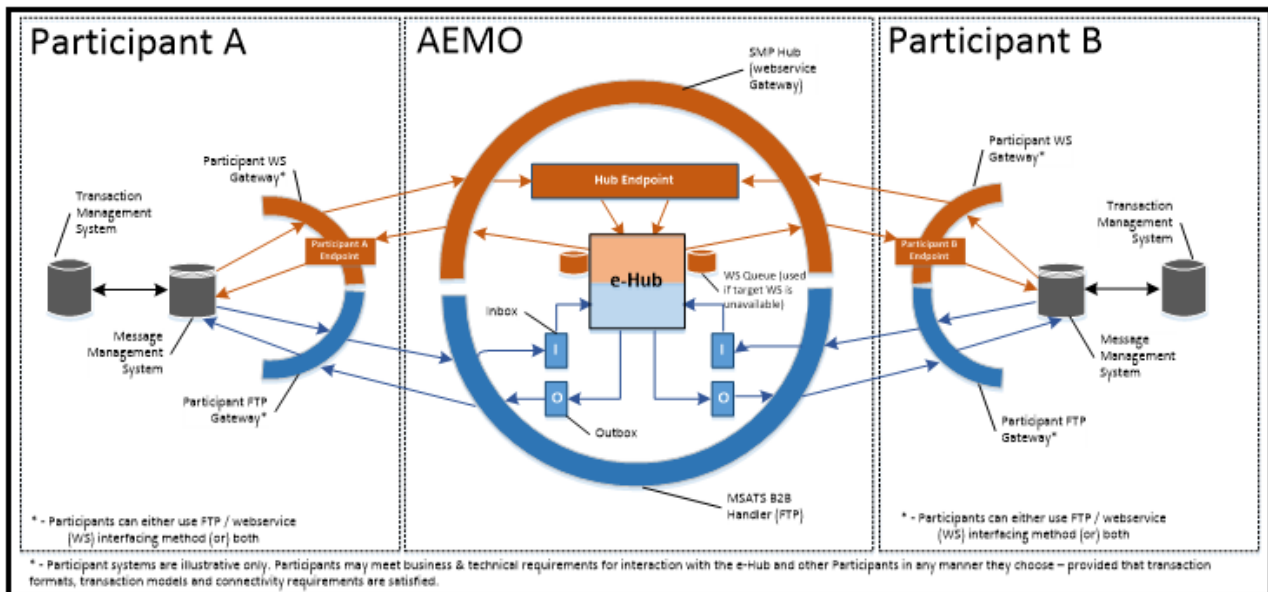 Participant A
AEMO
Participant B
SMP Hub
(webservice
Gateway)
Participant WS
Gateway*
Participant WS
Gateway*
Transaction
Management
System
Hub Endpoint
Transaction
Management
System
Participant A
Endpoint
Participant B
Endpoint
e-Hub
WS Queue (used
if target WS is
unavailable)
Inbox
I
I
Message
Management
System
Message
Management
System
O
O
Participant FTP
Gateway*
Outbox
Participant FTP
Gateway*
MSATS B2B
Handler (FTP)
* - Participants can either use FTP / webservice
(WS) interfacing method (or) both
* - Participants can either use FTP / webservice
(WS) interfacing method (or) both
* - Participant systems are illustrative only. Participants may meet business & technical requirements for interaction with the e-Hub and other Participants in any manner they choose – provided that transaction
formats, transaction models and connectivity requirements are satisfied.